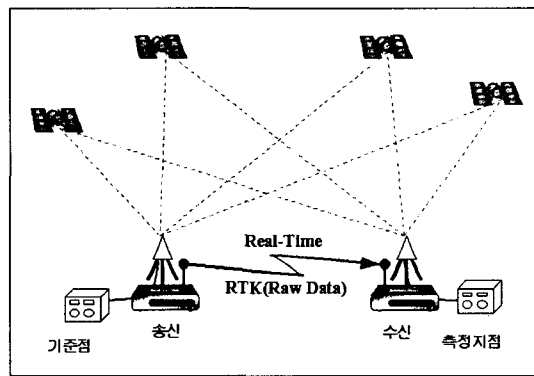 Real-Time
RTK(Raw Data)
기준점
송신
수신
측정지점